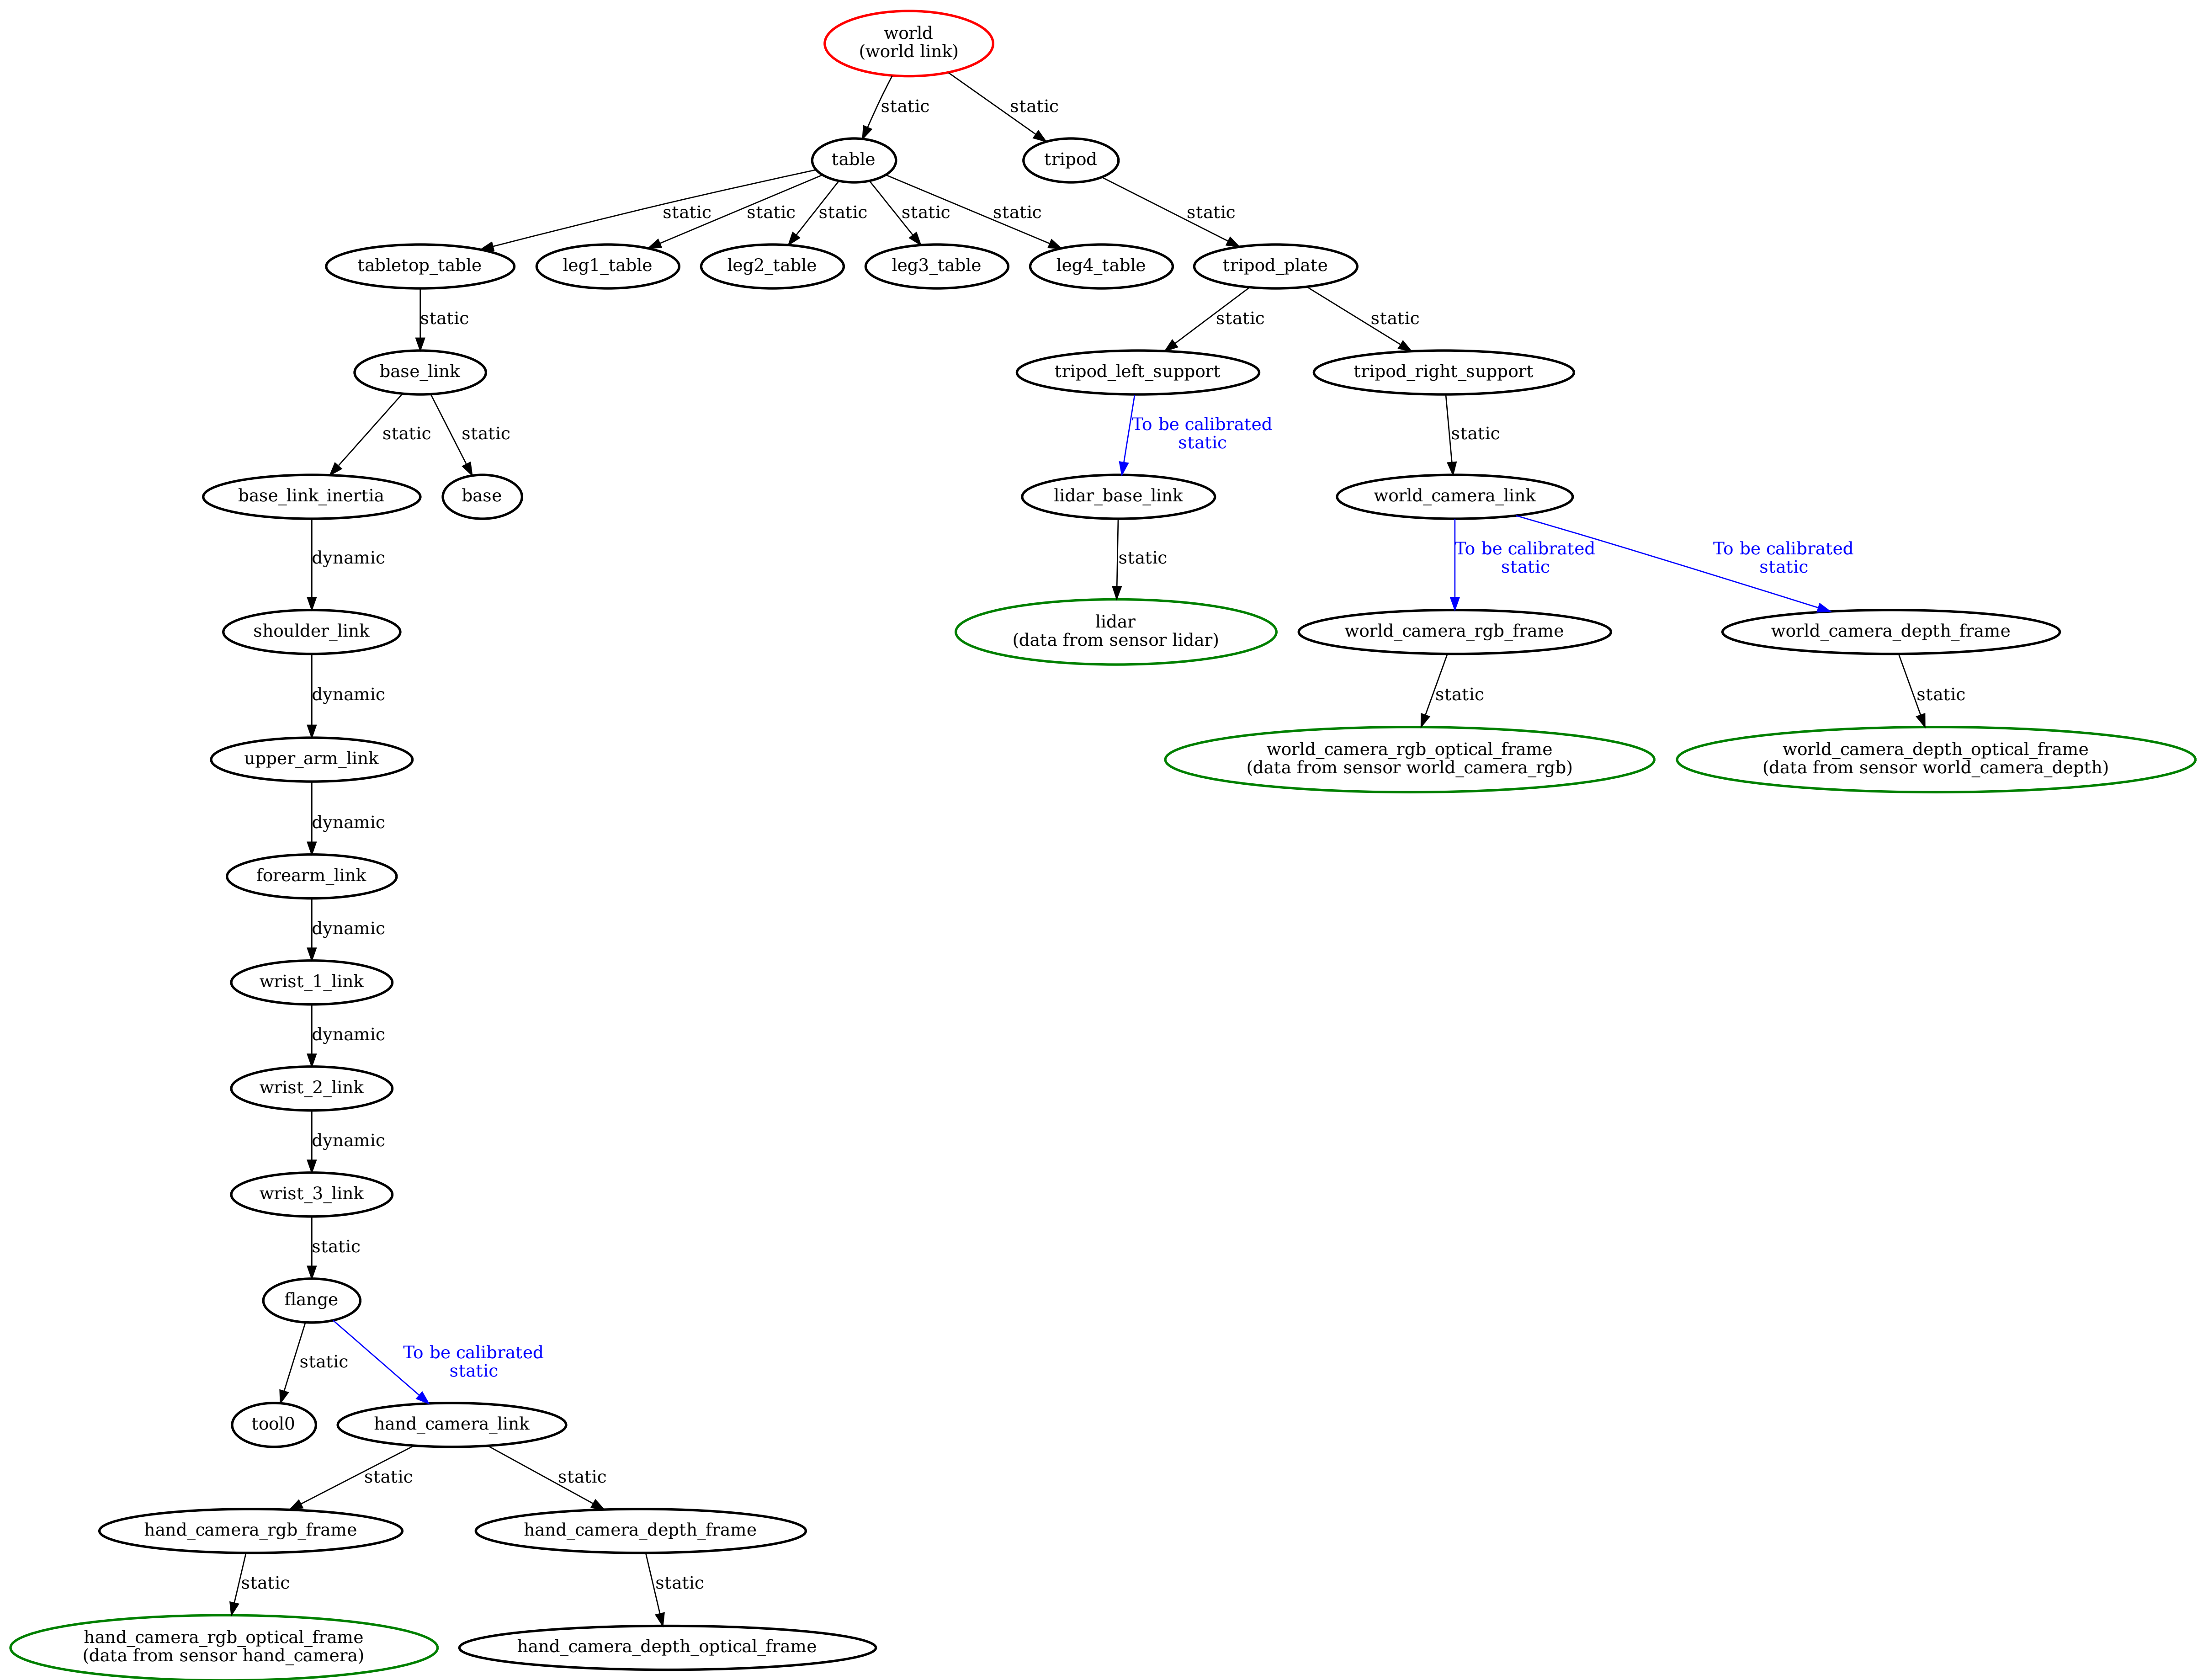 world
(world link)
static
static
table
tripod
static
static
static
static
static
static
tabletop_table
leg1_table
leg2_table
leg3_table
leg4_table
tripod_plate
static
static
static
base_link
tripod_left_support
tripod_right_support
static
static
To be calibrated
static
static
base_link_inertia
base
lidar_base_link
world_camera_link
dynamic
static
To be calibrated
static
To be calibrated
static
shoulder_link
lidar
(data from sensor lidar)
world_camera_rgb_frame
world_camera_depth_frame
dynamic
static
static
upper_arm_link
world_camera_rgb_optical_frame
(data from sensor world_camera_rgb)
world_camera_depth_optical_frame
(data from sensor world_camera_depth)
dynamic
forearm_link
dynamic
wrist_1_link
dynamic
wrist_2_link
dynamic
wrist_3_link
static
flange
static
To be calibrated
static
tool0
hand_camera_link
static
static
hand_camera_rgb_frame
hand_camera_depth_frame
static
static
hand_camera_rgb_optical_frame
(data from sensor hand_camera)
hand_camera_depth_optical_frame